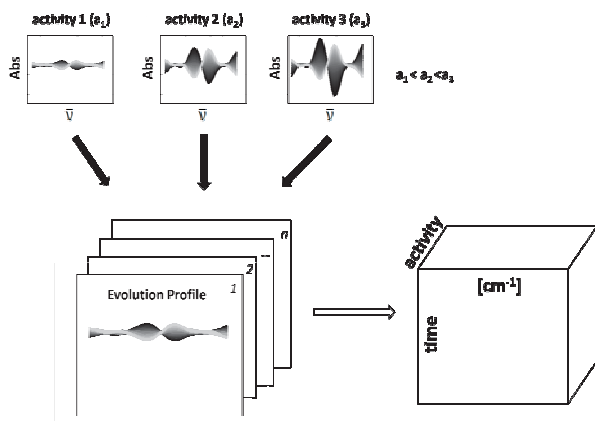 activity 1 (a1) activity 2 (a2) activity 3 (a3)
Abs Abs Abs
a1 < a2 <a3
ν̅ ν̅ ν̅
n
...
2
1
Evolution Profile
activity
[cm-1]
time